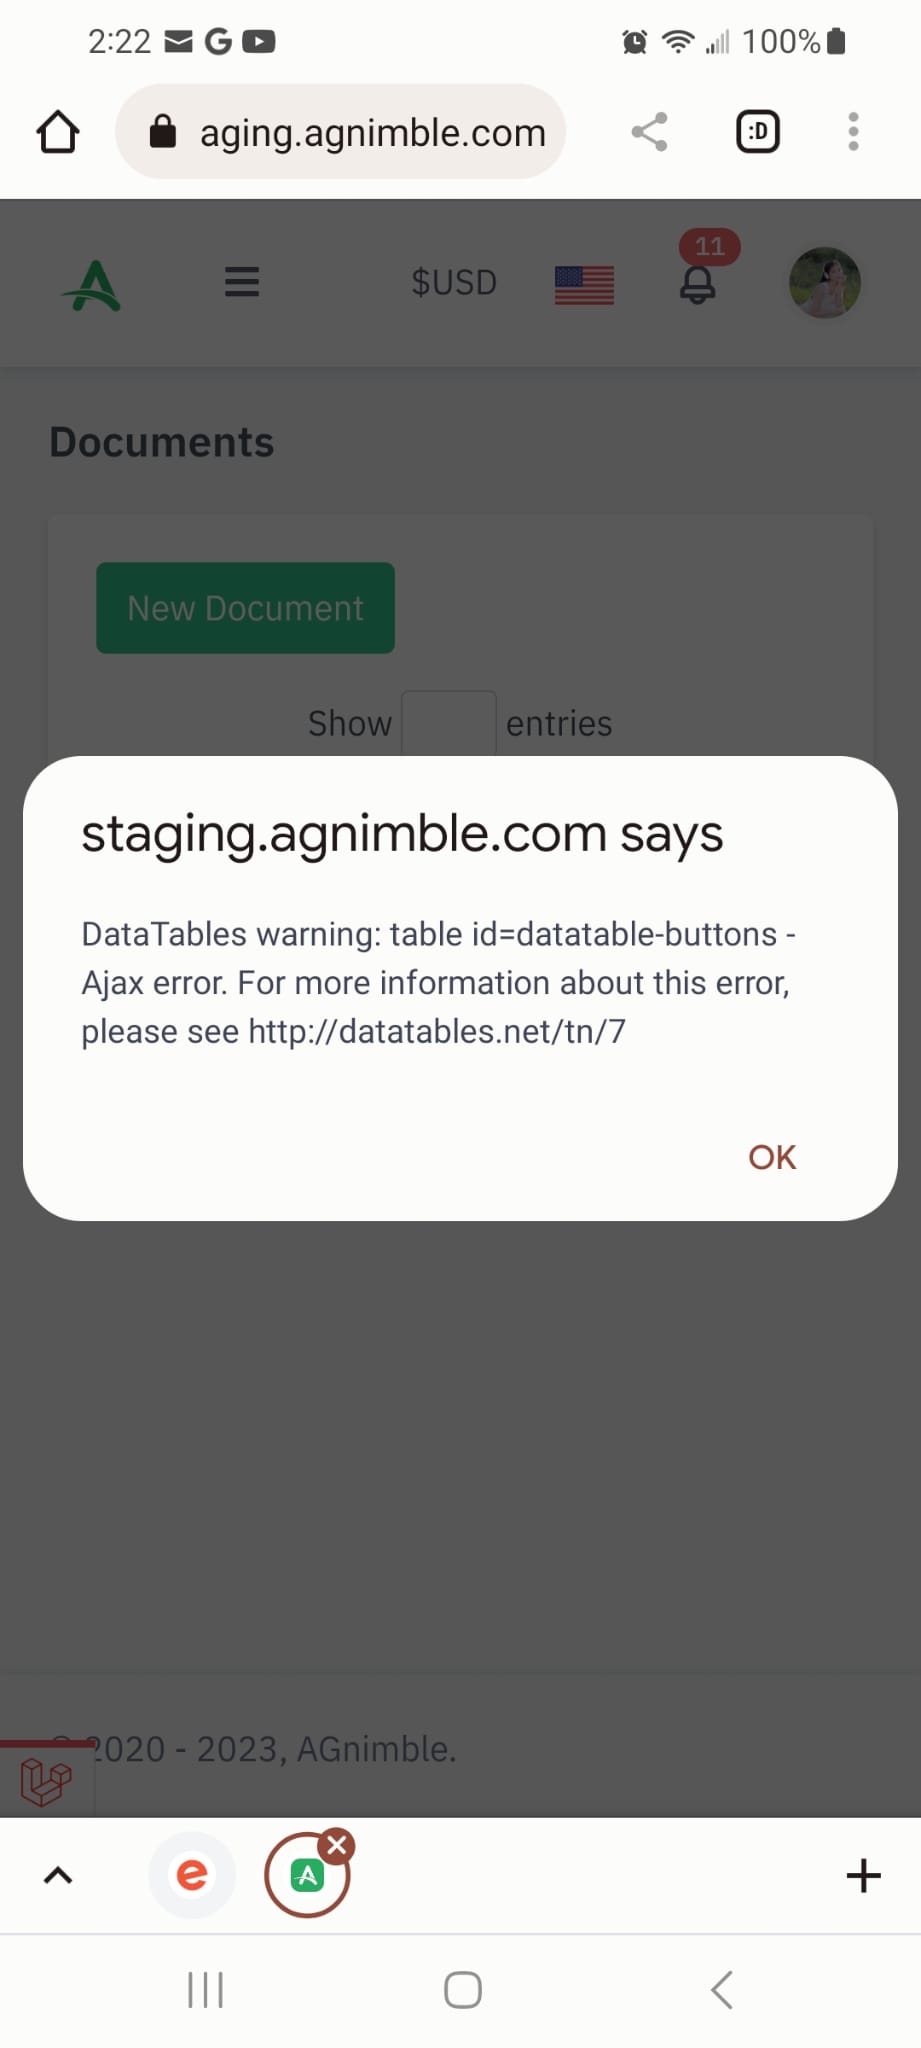 2:22 100%
aging.agnimble.com :D
$USD 11
Documents
New Document
Show entries
staging.agnimble.com says
DataTables warning: table id=datatable-buttons -
Ajax error. For more information about this error,
please see http://datatables.net/tn/7
OK
2020 - 2023, AGnimble.